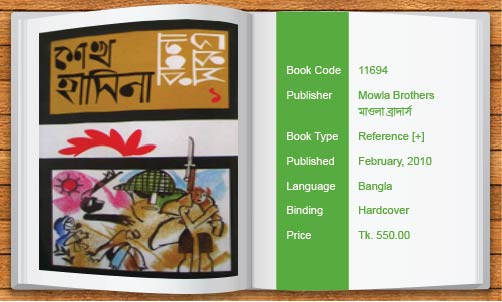 শেখ
হাসিনা
রচনা
সমগ্র
১
Book Code 11694
Publisher Mowla Brothers
মাওলা ব্রাদার্স
Book Type Reference [+]
Published February, 2010
Language Bangla
Binding Hardcover
Price Tk. 550.00